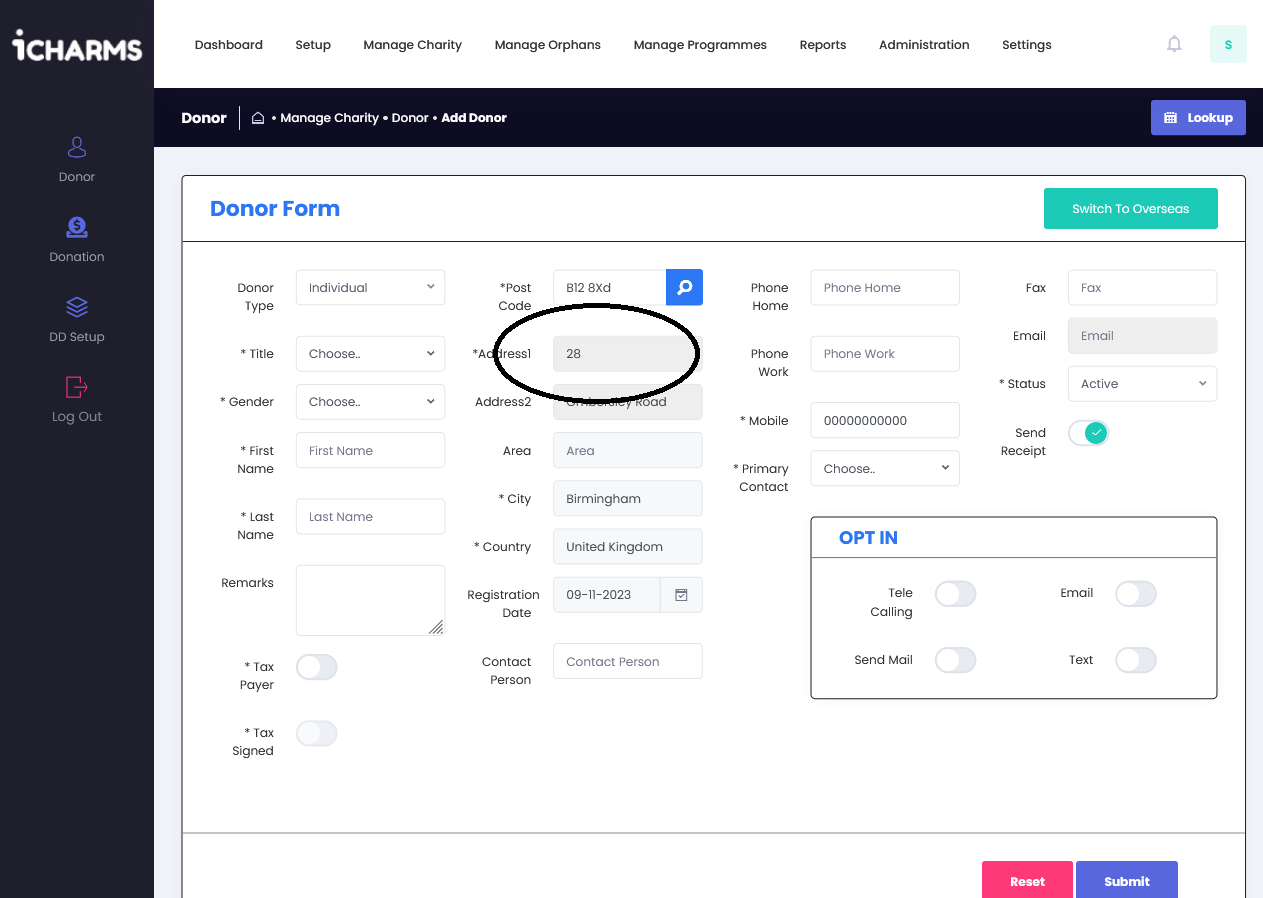 iCHARMS
Dashboard Setup Manage Charity Manage Orphans Manage Programmes Reports Administration Settings
S
Donor • Manage Charity • Donor • Add Donor
Lookup
Donor
Donation
DD Setup
Log Out
Donor Form
Switch To Overseas
Donor Type
Individual
* Title
Choose..
* Gender
Choose..
* First Name
First Name
* Last Name
Last Name
Remarks
* Tax Payer
* Tax Signed
*Post Code
B12 8Xd
*Address1
28
Address2
Road
Area
Area
* City
Birmingham
* Country
United Kingdom
Registration Date
09-11-2023
Contact Person
Contact Person
Phone Home
Phone Home
Phone Work
Phone Work
* Mobile
00000000000
* Primary Contact
Choose..
Fax
Fax
Email
Email
* Status
Active
Send Receipt
OPT IN
Tele Calling
Email
Send Mail
Text
Reset
Submit